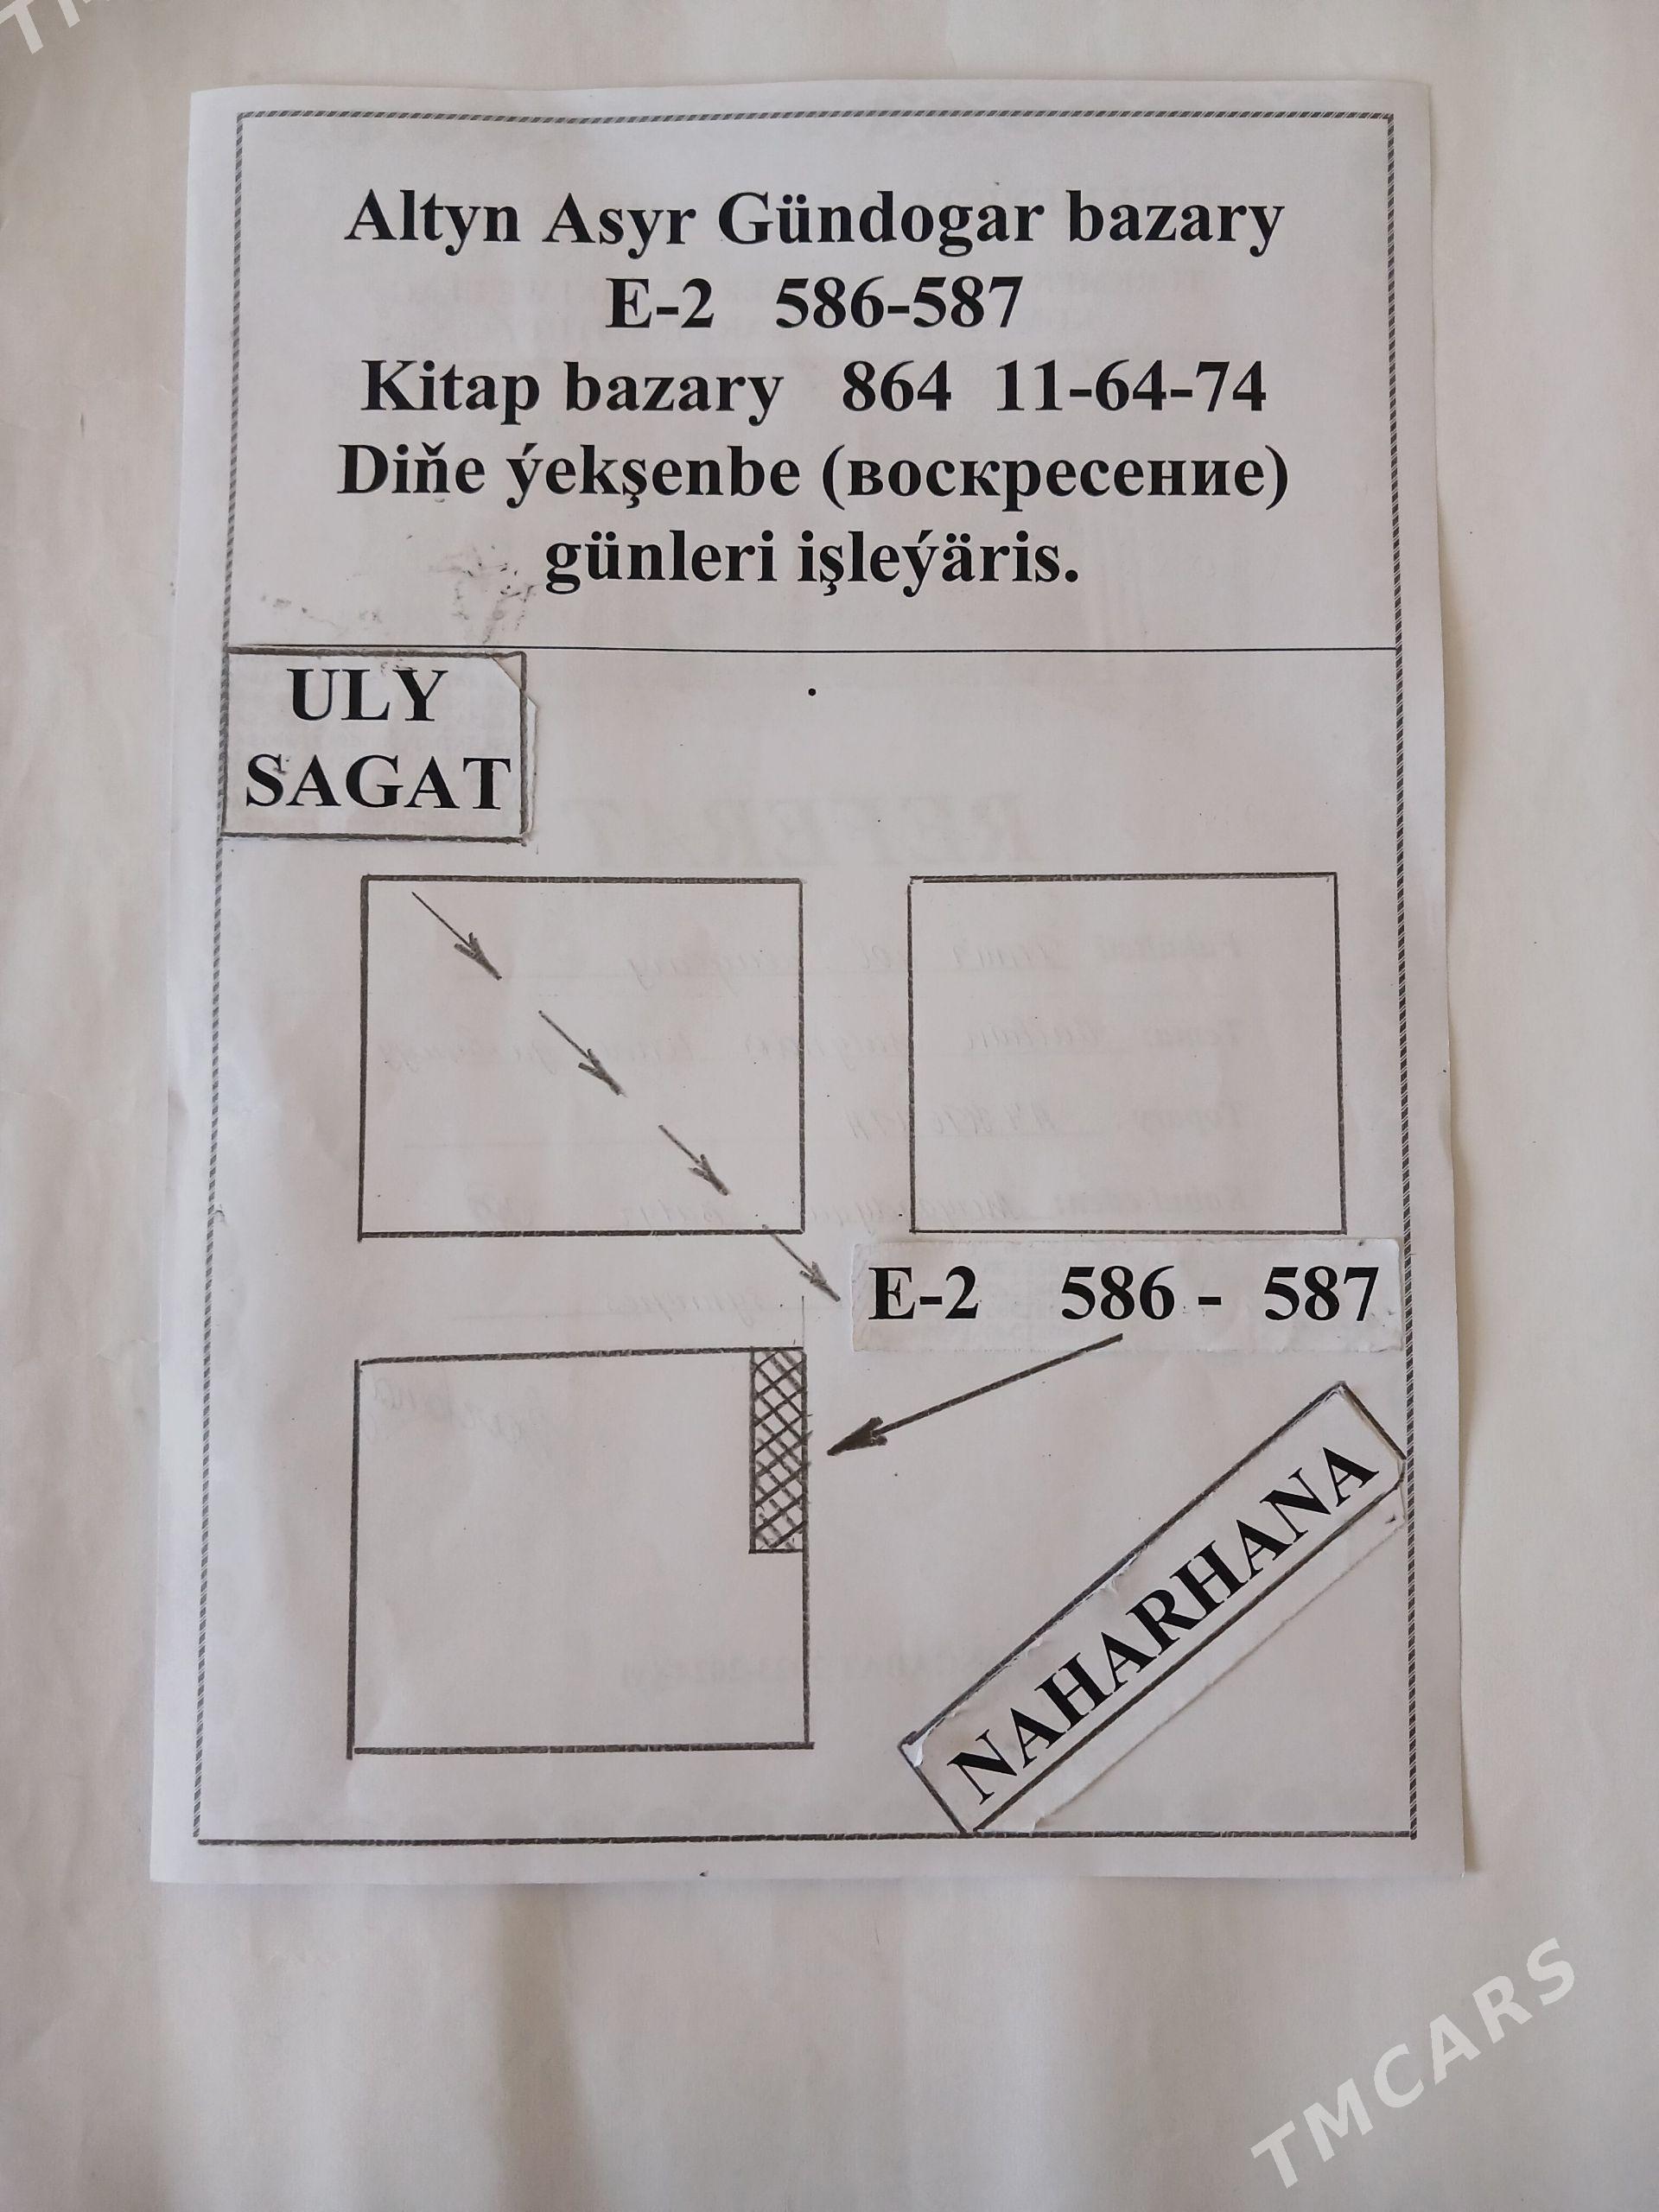 Altyn Asyr Gündogar bazary
E-2 586-587
Kitap bazary 864 11-64-74
Diňe ýekşenbe (воскресение)
günleri işleýäris.
ULY
SAGAT
E-2 586 - 587
NAHARHANA
TMCARS